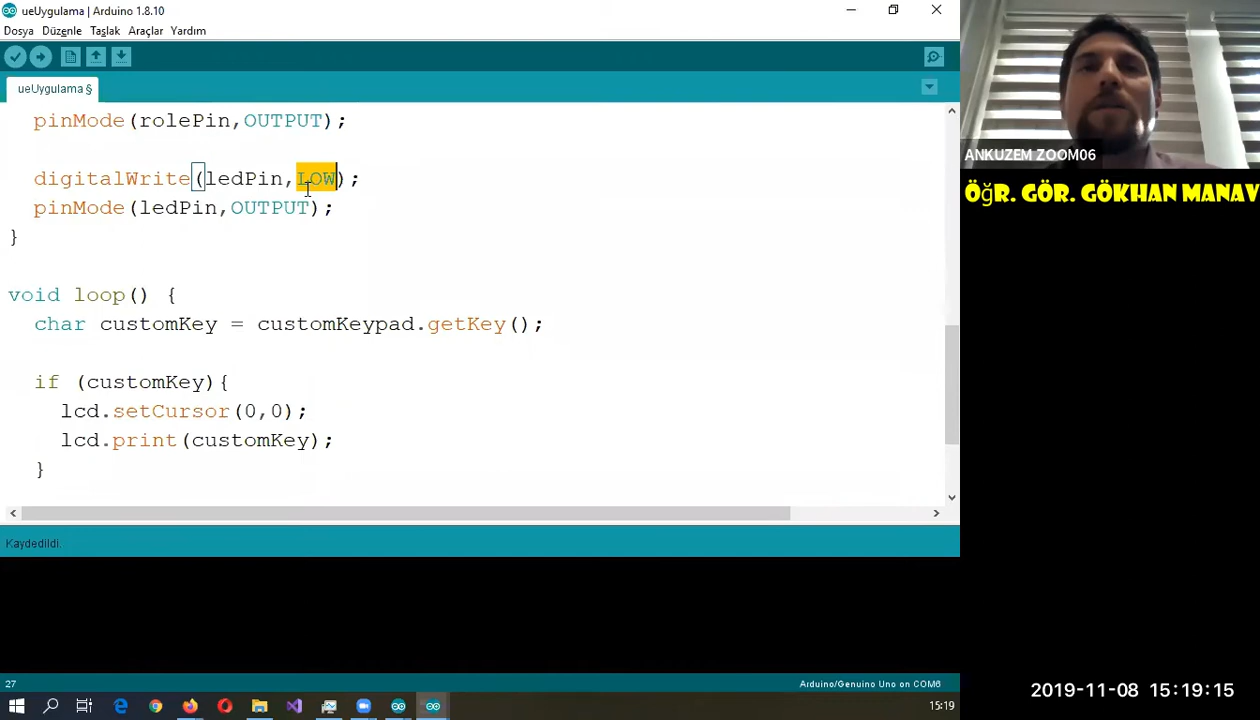 ueUygulama | Arduino 1.8.10
Dosya Düzenle Taslak Araçlar Yardım
ueUygulama §
pinMode(rolePin,OUTPUT);
digitalWrite(ledPin,LOW);
pinMode(ledPin,OUTPUT);
}
void loop() {
char customKey = customKeypad.getKey();
if (customKey){
lcd.setCursor(0,0);
lcd.print(customKey);
}
Kaydedildi.
27
Arduino/Genuino Uno on COM6
15:19
ANKUZEM ZOOM06
ÖĞR. GÖR. GÖKHAN MANAV
2019-11-08 15:19:15